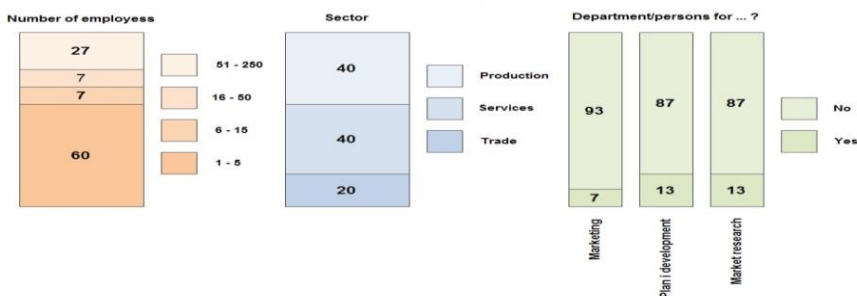 Number of employess
27
7
7
60
51 - 250
16 - 50
6 - 15
1 - 5
Sector
40
40
20
Production
Services
Trade
Department/persons for ... ?
93
7
87
13
87
13
No
Yes
Marketing
Plan i development
Market research